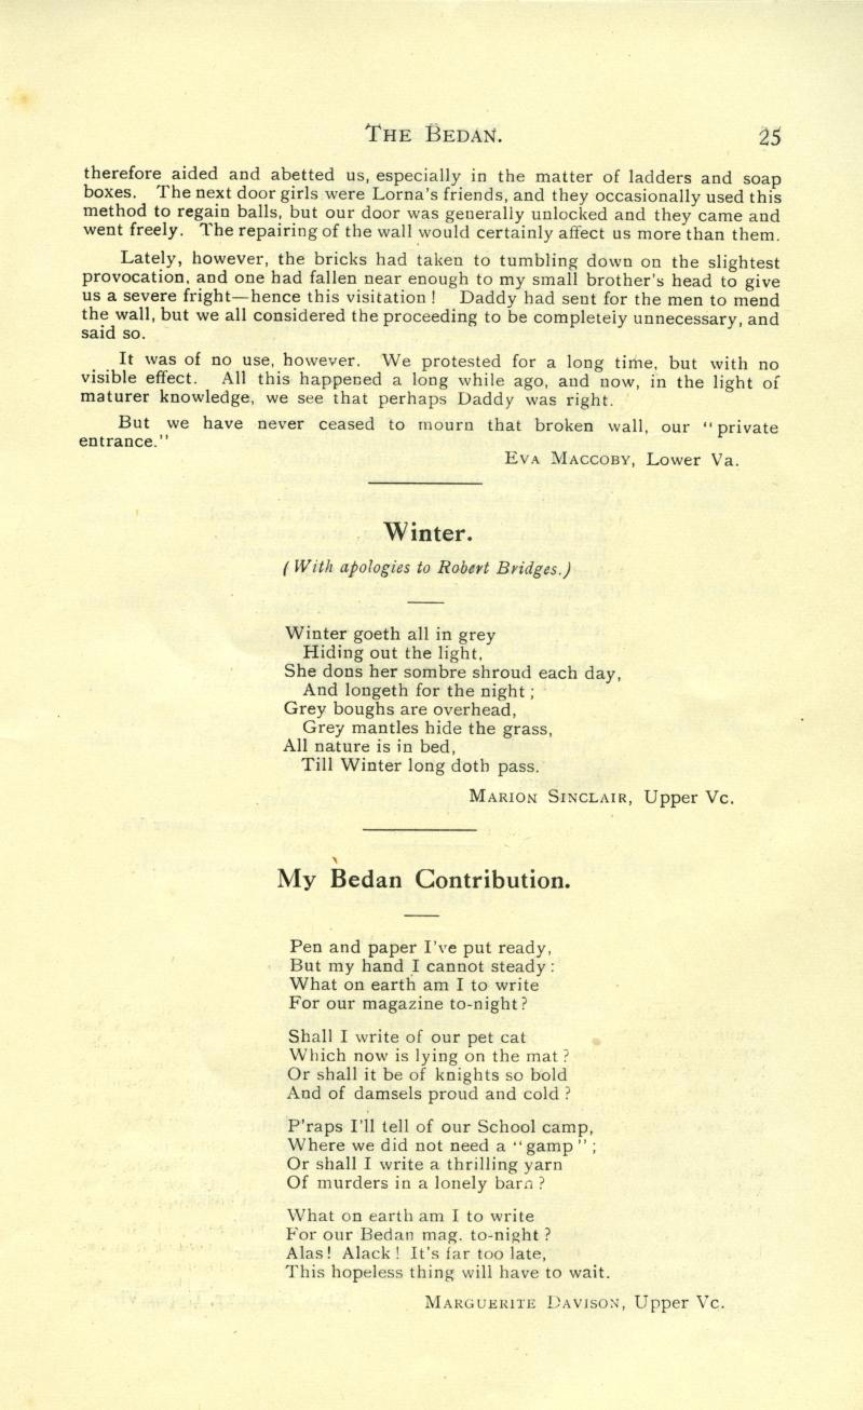 THE BEDAN. 25
therefore aided and abetted us, especially in the matter of ladders and soap
boxes. The next door girls were Lorna's friends, and they occasionally used this
method to regain balls, but our door was generally unlocked and they came and
went freely. The repairing of the wall would certainly affect us more than them.
Lately, however, the bricks had taken to tumbling down on the slightest
provocation, and one had fallen near enough to my small brother's head to give
us a severe fright—hence this visitation! Daddy had sent for the men to mend
the wall, but we all considered the proceeding to be completely unnecessary, and
said so.
It was of no use, however. We protested for a long time, but with no
visible effect. All this happened a long while ago, and now, in the light of
maturer knowledge, we see that perhaps Daddy was right.
But we have never ceased to mourn that broken wall, our "private
entrance."
EVA MACCOBY, Lower Va.
Winter.
(With apologies to Robert Bridges.)
Winter goeth all in grey
Hiding out the light,
She dons her sombre shroud each day,
And longeth for the night;
Grey boughs are overhead,
Grey mantles hide the grass,
All nature is in bed,
Till Winter long doth pass.
MARION SINCLAIR, Upper Vc.
My Bedan Contribution.
Pen and paper I've put ready,
But my hand I cannot steady:
What on earth am I to write
For our magazine to-night?
Shall I write of our pet cat
Which now is lying on the mat?
Or shall it be of knights so bold
And of damsels proud and cold?
P'raps I'll tell of our School camp,
Where we did not need a "gamp";
Or shall I write a thrilling yarn
Of murders in a lonely barn?
What on earth am I to write
For our Bedan mag. to-night?
Alas! Alack! It's far too late,
This hopeless thing will have to wait.
MARGUERITE DAVISON, Upper Vc.